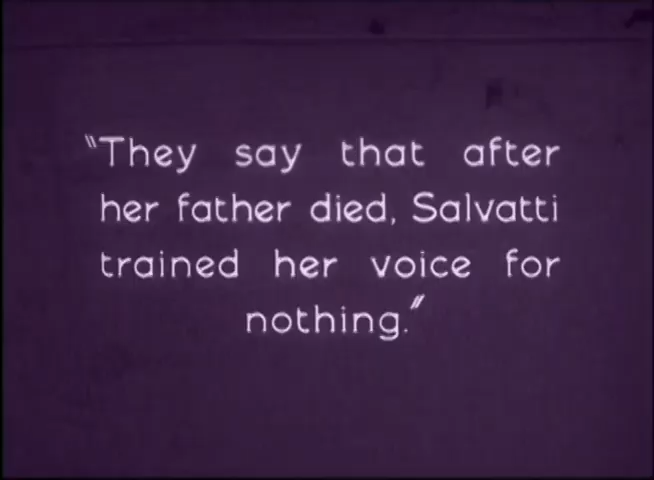 "They say that after
her father died, Salvatti
trained her voice for
nothing."